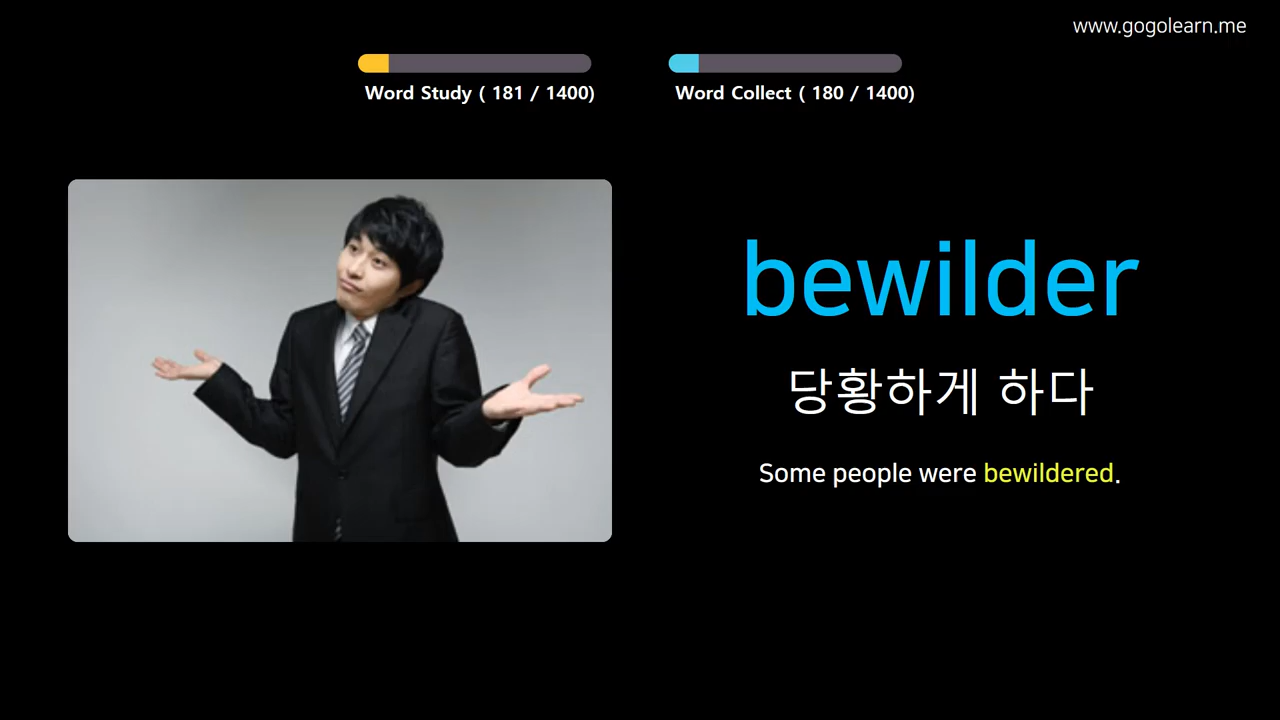 www.gogolearn.me
Word Study ( 181 / 1400)
Word Collect ( 180 / 1400)
bewilder
당황하게 하다
Some people were bewildered.